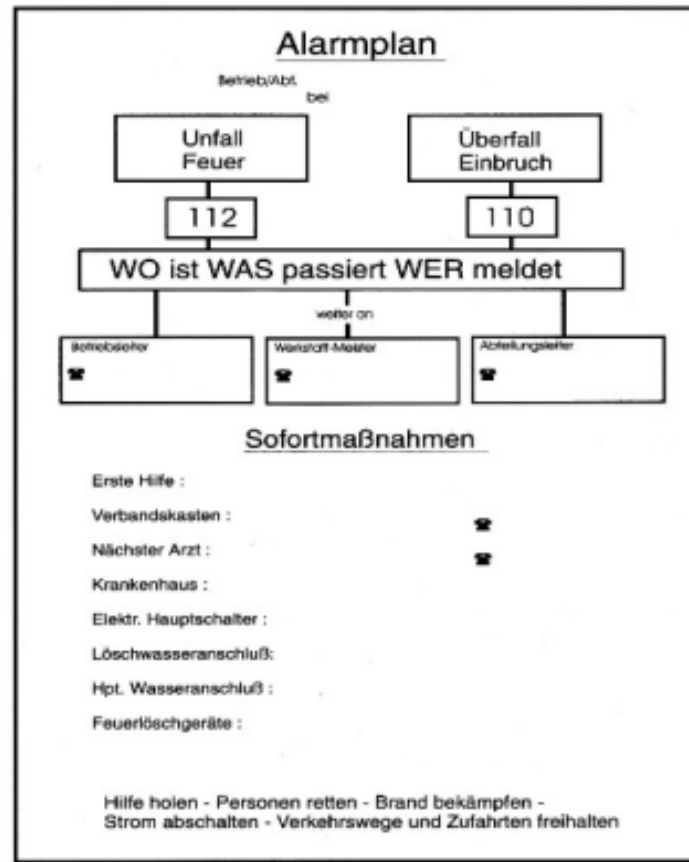 Alarmplan
Betrieb/Abt.
bei
Unfall
Feuer
Überfall
Einbruch
112
110
WO ist WAS passiert WER meldet
weiter an
Betriebsleiter
Werkstatt-Meister
Abteilungsleiter
☎
☎
☎
Sofortmaßnahmen
Erste Hilfe :
Verbandskasten : ☎
Nächster Arzt : ☎
Krankenhaus :
Elektr. Hauptschalter :
Löschwasseranschluß:
Hpt. Wasseranschluß :
Feuerlöschgeräte :
Hilfe holen - Personen retten - Brand bekämpfen -
Strom abschalten - Verkehrswege und Zufahrten freihalten